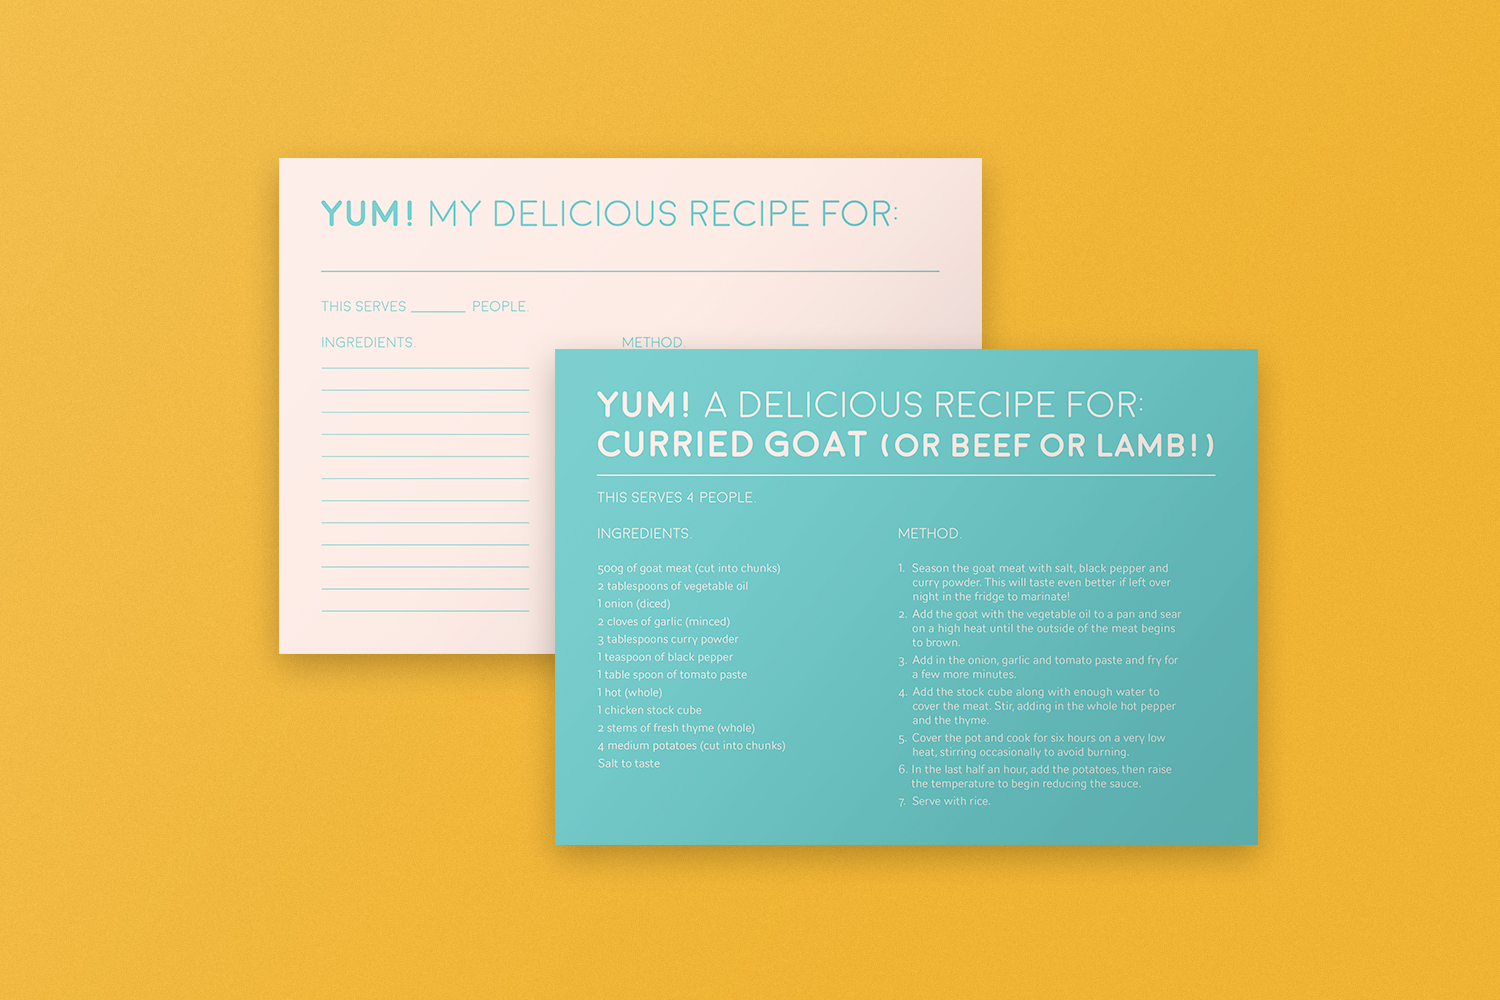 YUM! MY DELICIOUS RECIPE FOR:
THIS SERVES ______ PEOPLE.
INGREDIENTS.
METHOD.
YUM! A DELICIOUS RECIPE FOR:
CURRIED GOAT (OR BEEF OR LAMB!)
THIS SERVES 4 PEOPLE.
INGREDIENTS.
500g of goat meat (cut into chunks)
2 tablespoons of vegetable oil
1 onion (diced)
2 cloves of garlic (minced)
3 tablespoons curry powder
1 teaspoon of black pepper
1 table spoon of tomato paste
1 hot (whole)
1 chicken stock cube
2 stems of fresh thyme (whole)
4 medium potatoes (cut into chunks)
Salt to taste
METHOD.
1. Season the goat meat with salt, black pepper and
curry powder. This will taste even better if left over
night in the fridge to marinate!
2. Add the goat with the vegetable oil to a pan and sear
on a high heat until the outside of the meat begins
to brown.
3. Add in the onion, garlic and tomato paste and fry for
a few more minutes.
4. Add the stock cube along with enough water to
cover the meat. Stir, adding in the whole hot pepper
and the thyme.
5. Cover the pot and cook for six hours on a very low
heat, stirring occasionally to avoid burning.
6. In the last half an hour, add the potatoes, then raise
the temperature to begin reducing the sauce.
7. Serve with rice.